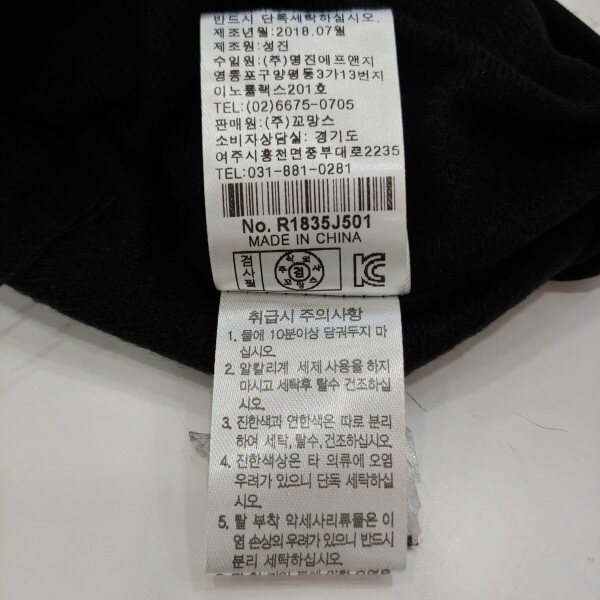 반드시 단독세탁하십시오.
제조년월:2018.07월
제조원:성진
수입원:(주)명진에프앤지
영등포구양평동3가13번지
이노플렉스201호
TEL:(02)6675-0705
판매원:(주)꼬망스
소비자상담실:경기도
여주시흥천면중부대로2235
TEL:031-881-0281
No. R1835J501
MADE IN CHINA
검사필
검
꼬망스
KC
취급시 주의사항
1. 물에 10분이상 담궈두지 마
십시오.
2. 알칼리게 세제 사용을 하지
마시고 세탁후 탈수 건조하십
시오.
3. 진한색과 연한색은 따로 분리
하여 세탁,탈수,건조하십시오.
4. 진한색상은 타 의류에 오염
우려가 있으니 단독 세탁하십
시오.
5. 탈 부착 악세사리류물은 이
염 손상의 우려가 있으니 반드시
분리 세탁하십시오.